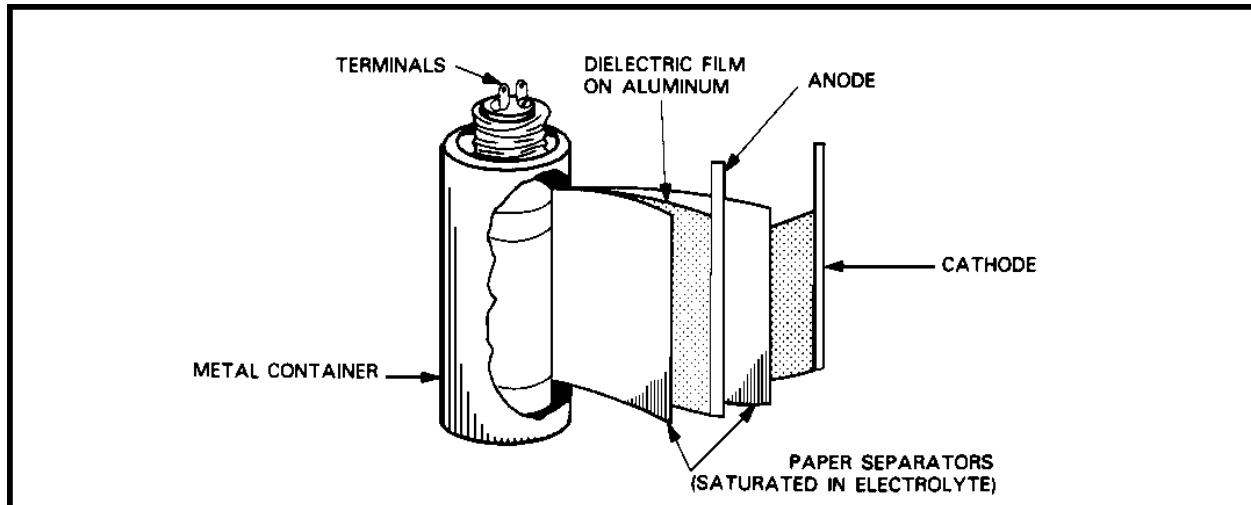 TERMINALS
DIELECTRIC FILM
ON ALUMINUM
ANODE
CATHODE
METAL CONTAINER
PAPER SEPARATORS
(SATURATED IN ELECTROLYTE)